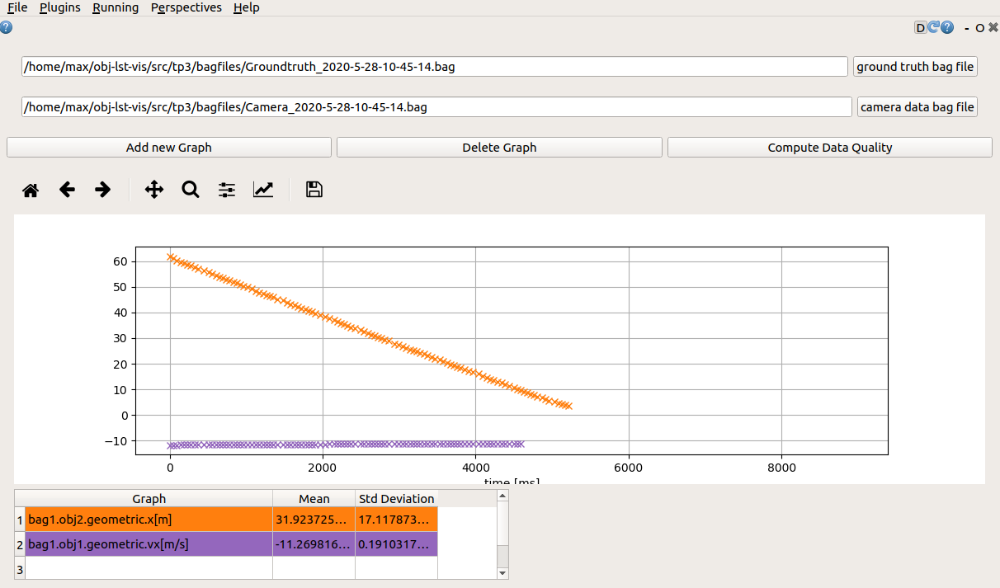 File Plugins Running Perspectives Help
D - O
/home/max/obj-lst-vis/src/tp3/bagfiles/Groundtruth_2020-5-28-10-45-14.bag ground truth bag file
/home/max/obj-lst-vis/src/tp3/bagfiles/Camera_2020-5-28-10-45-14.bag camera data bag file
Add new Graph Delete Graph Compute Data Quality
60
50
40
30
20
10
0
−10
0 2000 4000 6000 8000
time [ms]
Graph Mean Std Deviation
1 bag1.obj2.geometric.x[m] 31.923725... 17.117873...
2 bag1.obj1.geometric.vx[m/s] -11.269816... 0.1910317...
3